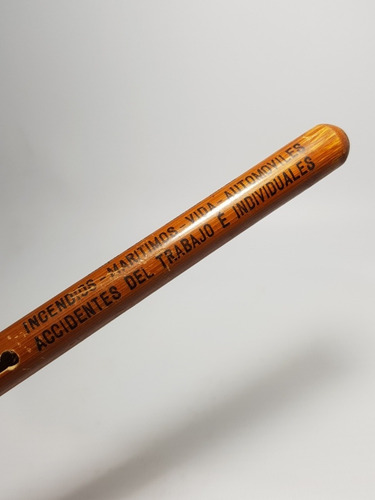 INCENDIOS - MARITIMOS - VIDA - AUTOMOVILES
ACCIDENTES DEL TRABAJO E INDIVIDUALES